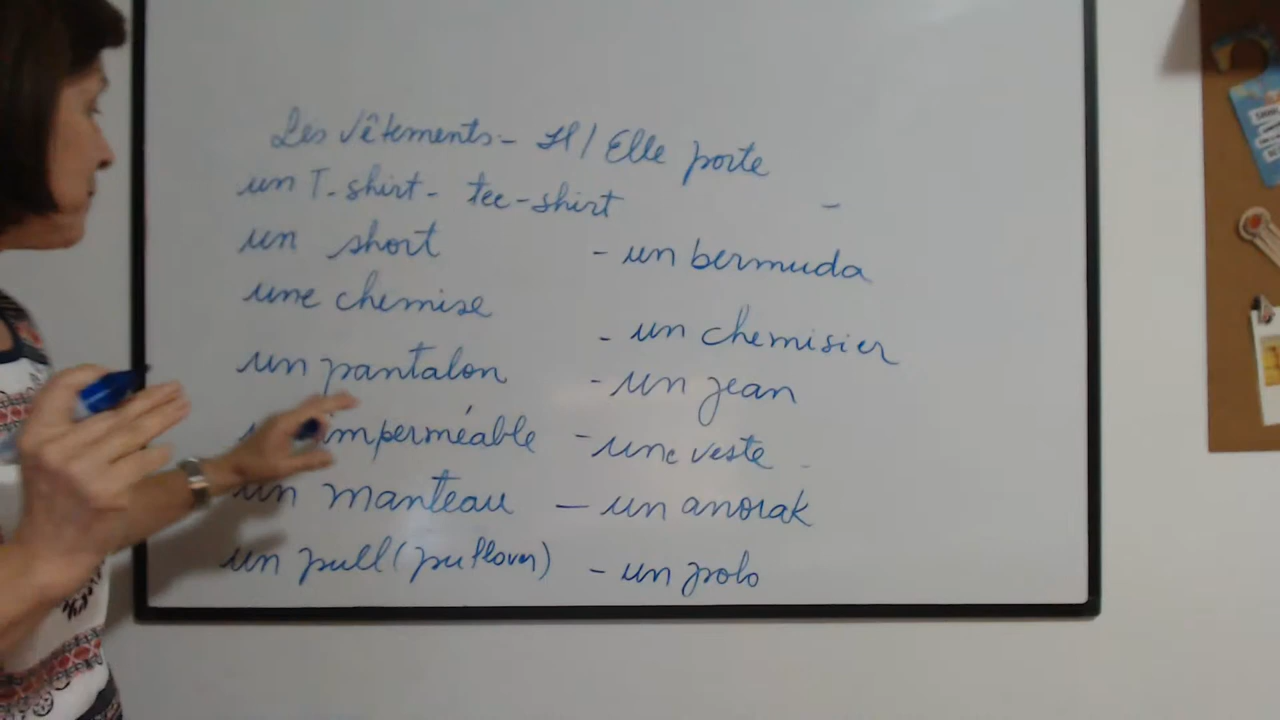 Les vêtements - Il / Elle porte
un T-shirt - tee-shirt -
un short - un bermuda
une chemise - un chemisier
un pantalon - un jean
imperméable - une veste
un manteau - un anorak
un pull (pullover) - un polo